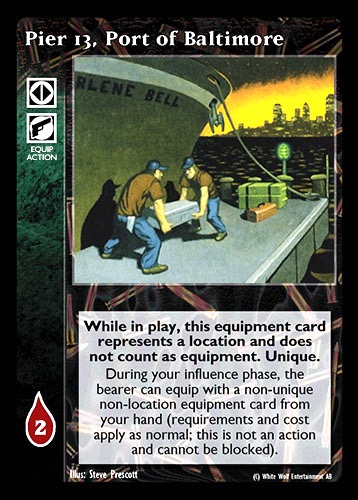 Pier 13, Port of Baltimore
RLENE BELL
EQUIP
ACTION
While in play, this equipment card
represents a location and does
not count as equipment. Unique.
During your influence phase, the
bearer can equip with a non-unique
non-location equipment card from
your hand (requirements and cost
apply as normal; this is not an action
and cannot be blocked).
2
Illus: Steve Prescott
(C) White Wolf Entertainment AB